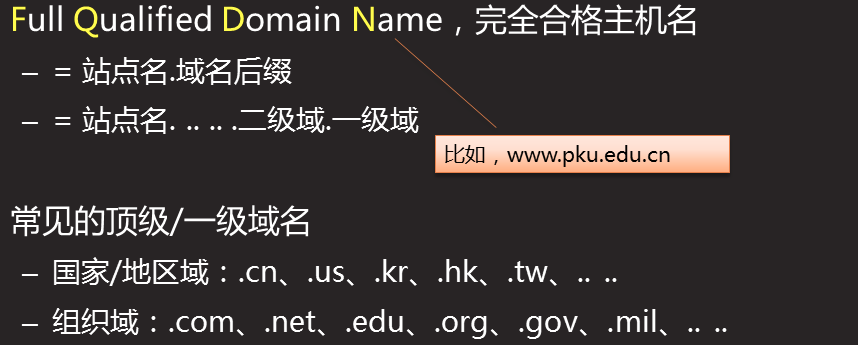 Full Qualified Domain Name，完全合格主机名
– = 站点名.域名后缀
– = 站点名. .. .. .二级域.一级域
比如，www.pku.edu.cn
常见的顶级/一级域名
– 国家/地区域：.cn、.us、.kr、.hk、.tw、.. ..
– 组织域：.com、.net、.edu、.org、.gov、.mil、.. ..